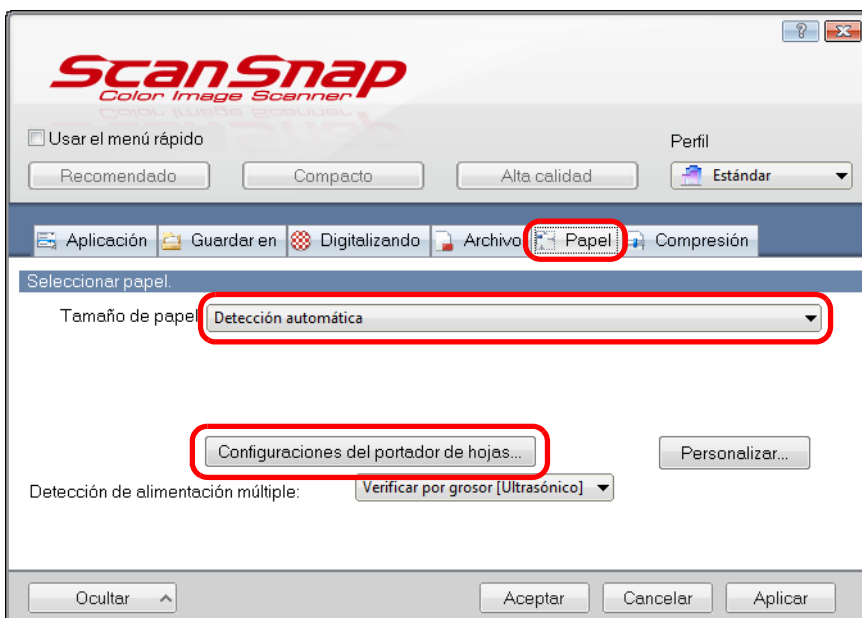 ScanSnap
Color Image Scanner
Usar el menú rápido
Perfil
Recomendado Compacto Alta calidad Estándar
Aplicación Guardar en Digitalizando Archivo Papel Compresión
Seleccionar papel.
Tamaño de papel Detección automática
Configuraciones del portador de hojas... Personalizar...
Detección de alimentación múltiple: Verificar por grosor [Ultrasónico]
Ocultar Aceptar Cancelar Aplicar